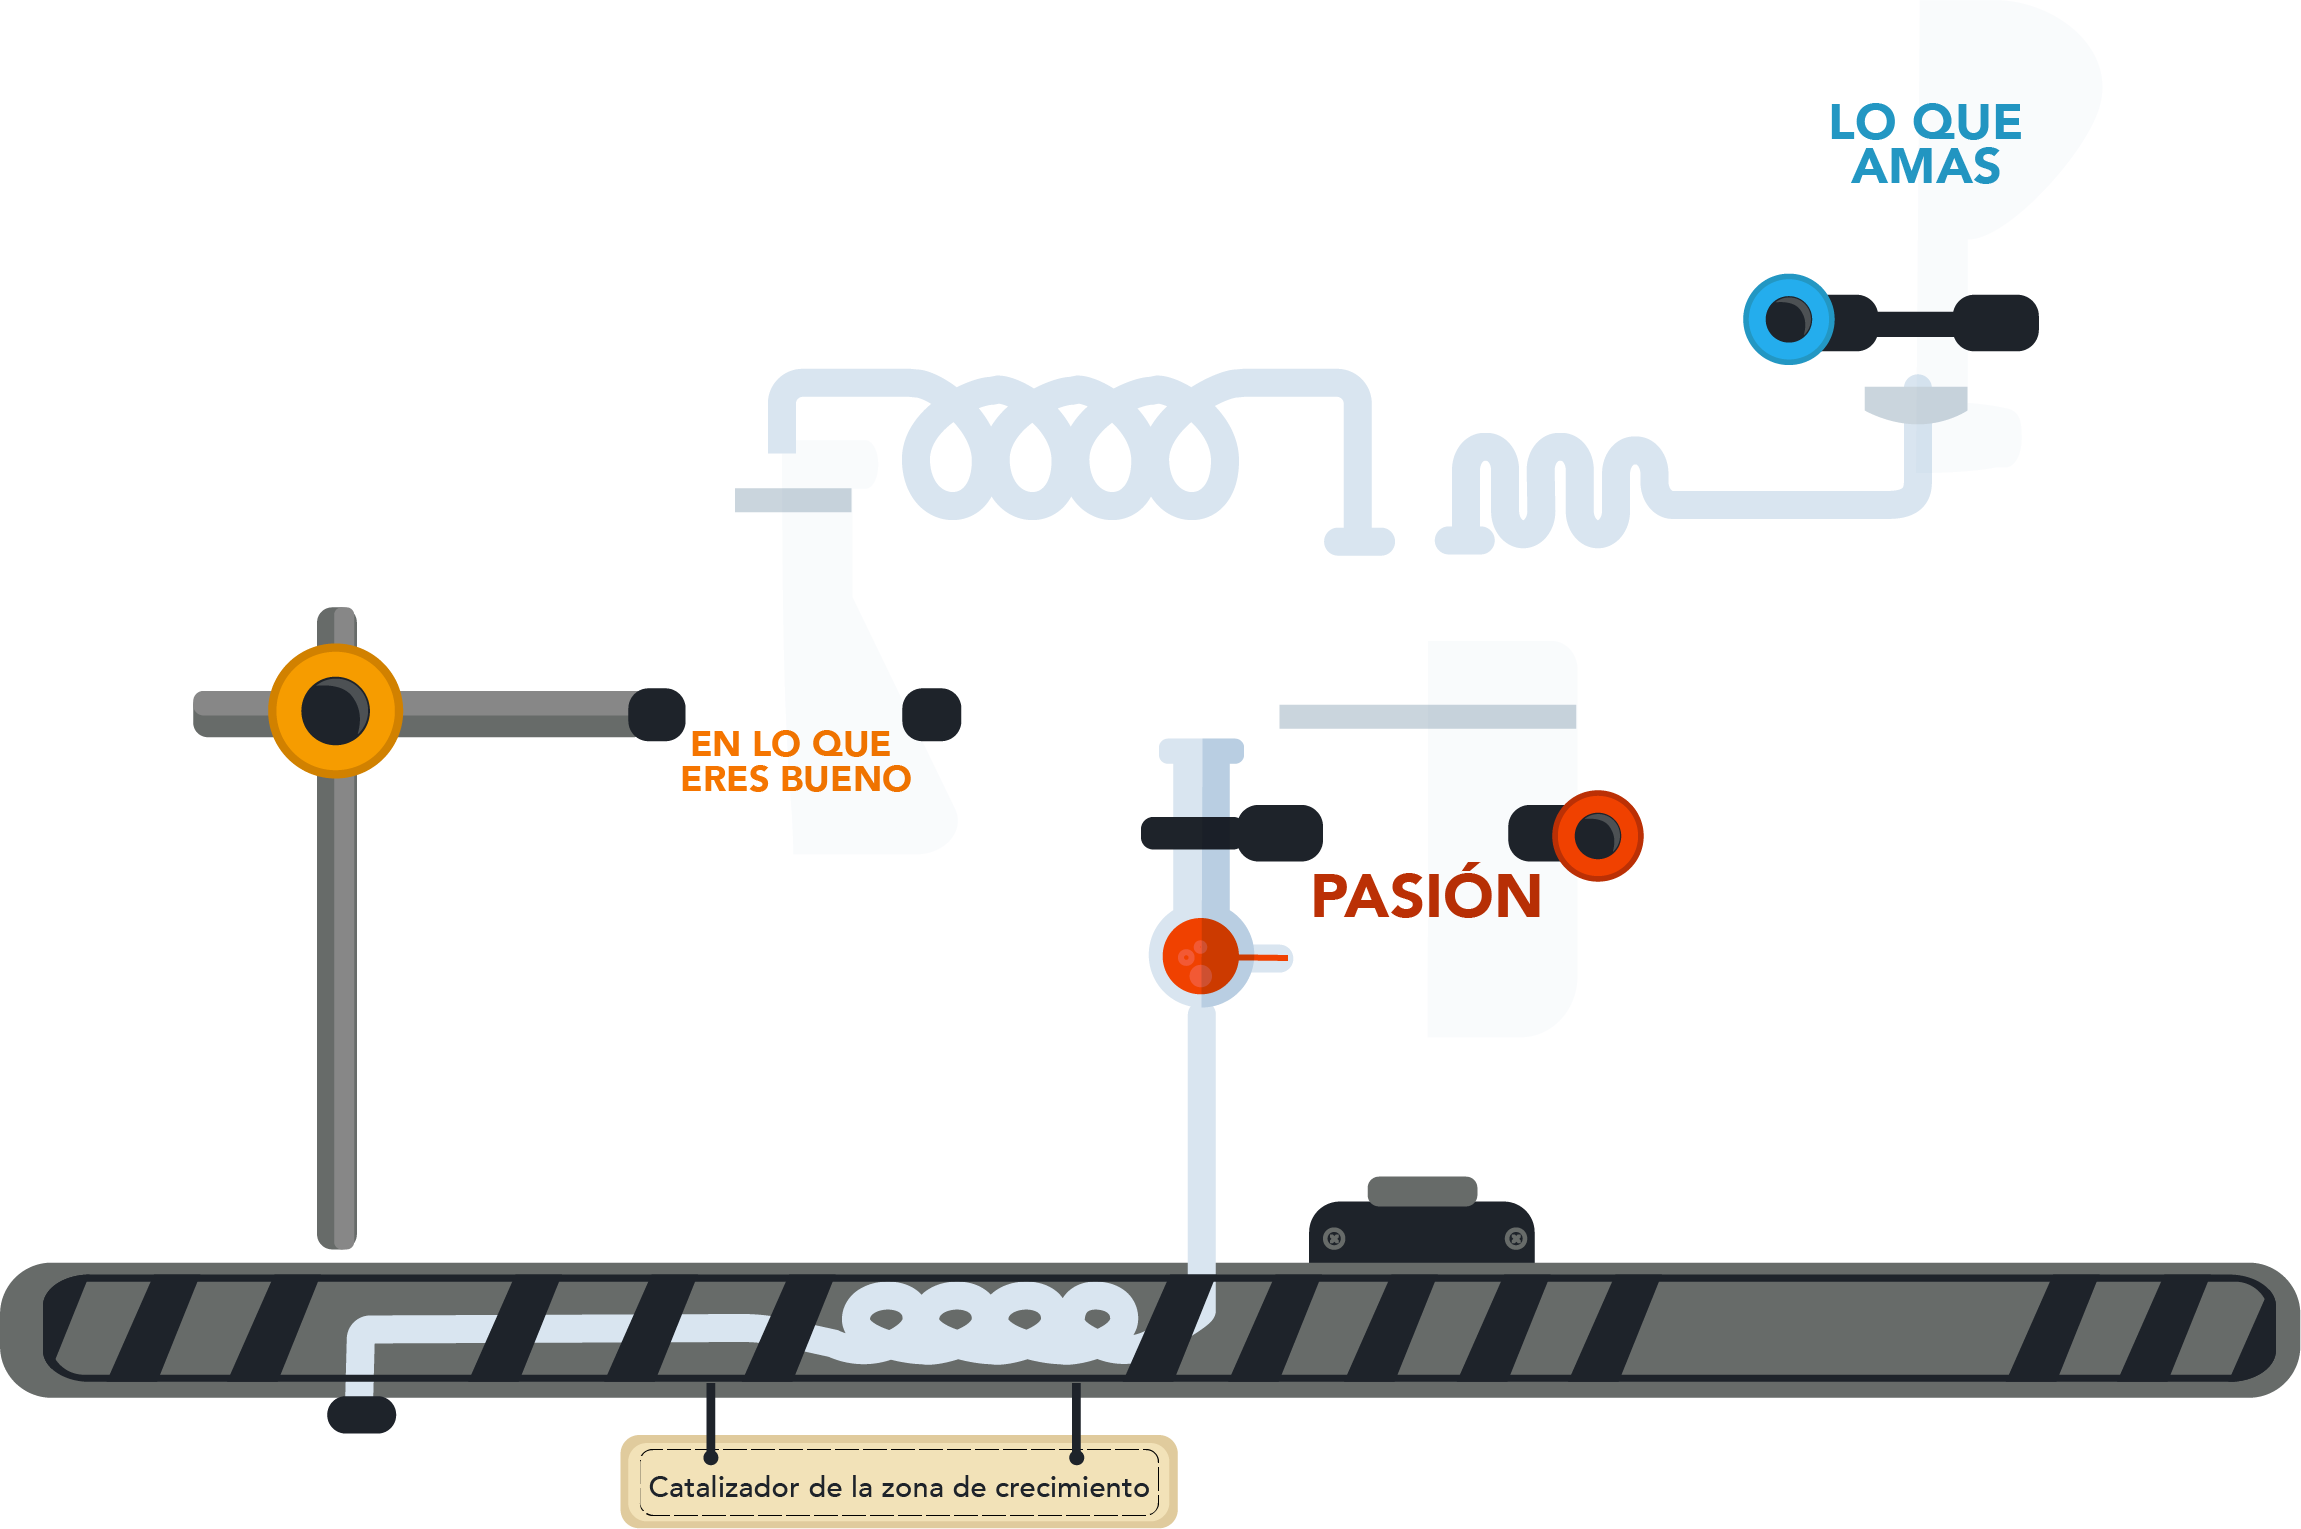 LO QUE
AMAS
EN LO QUE
ERES BUENO
PASIÓN
Catalizador de la zona de crecimiento